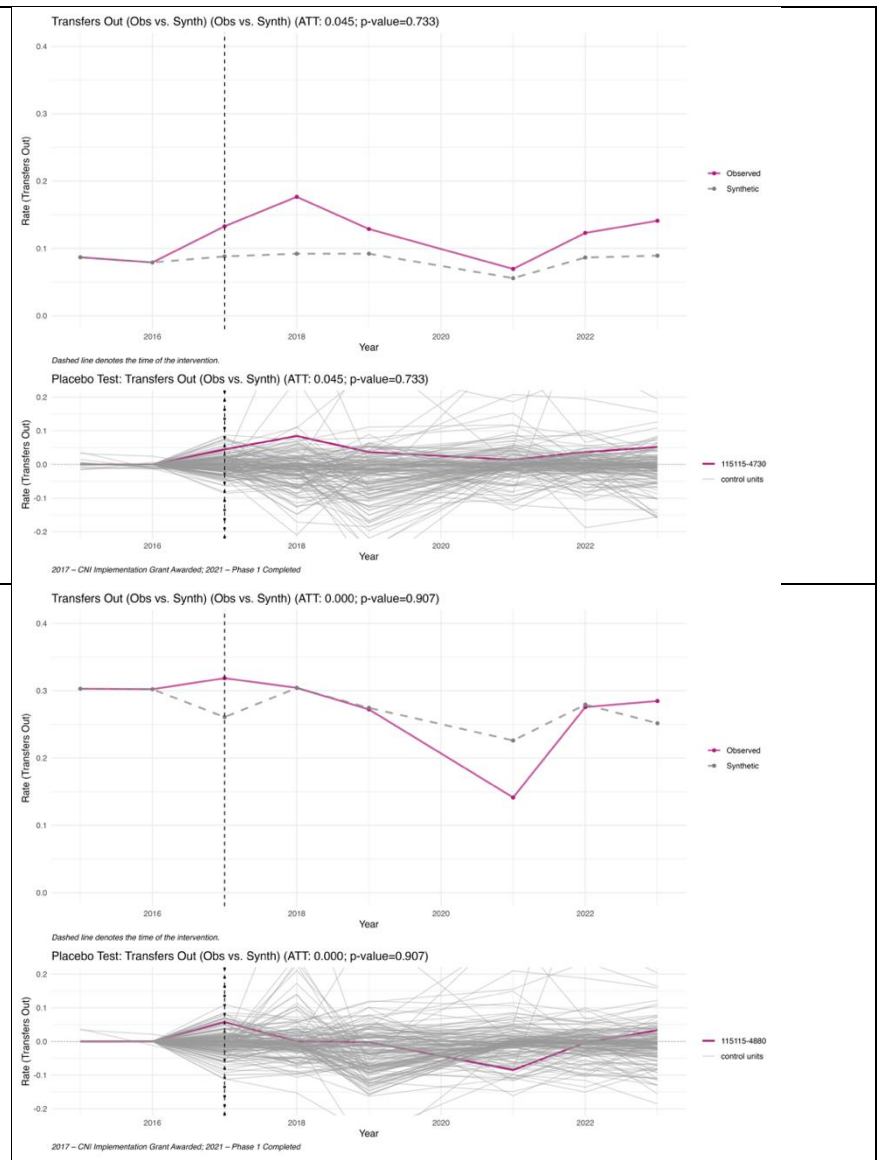 Transfers Out (Obs vs. Synth) (Obs vs. Synth) (ATT: 0.045; p-value=0.733)
0.4
0.3
0.2
0.1
0.0
Rate (Transfers Out)
Observed
Synthetic
2016 2018 2020 2022
Year
Dashed line denotes the time of the intervention.
Placebo Test: Transfers Out (Obs vs. Synth) (ATT: 0.045; p-value=0.733)
0.2
0.1
0.0
-0.1
-0.2
Rate (Transfers Out)
115115-4730
control units
2016 2018 2020 2022
Year
2017 – CNI Implementation Grant Awarded; 2021 – Phase 1 Completed
Transfers Out (Obs vs. Synth) (Obs vs. Synth) (ATT: 0.000; p-value=0.907)
0.4
0.3
0.2
0.1
0.0
Rate (Transfers Out)
Observed
Synthetic
2016 2018 2020 2022
Year
Dashed line denotes the time of the intervention.
Placebo Test: Transfers Out (Obs vs. Synth) (ATT: 0.000; p-value=0.907)
0.2
0.1
0.0
-0.1
-0.2
Rate (Transfers Out)
115115-4880
control units
2016 2018 2020 2022
Year
2017 – CNI Implementation Grant Awarded; 2021 – Phase 1 Completed